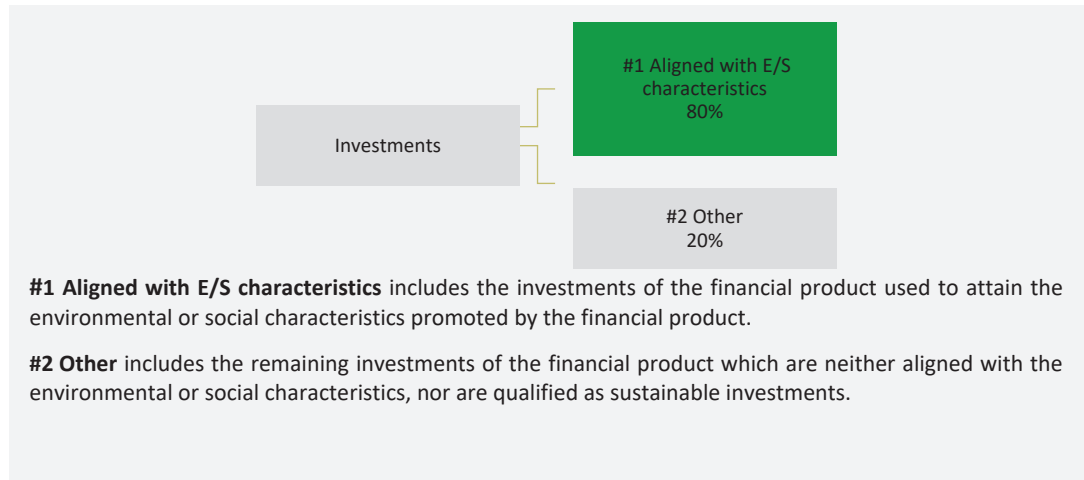 #1 Aligned with E/S
characteristics
80%
Investments
#2 Other
20%
#1 Aligned with E/S characteristics includes the investments of the financial product used to attain the
environmental or social characteristics promoted by the financial product.
#2 Other includes the remaining investments of the financial product which are neither aligned with the
environmental or social characteristics, nor are qualified as sustainable investments.